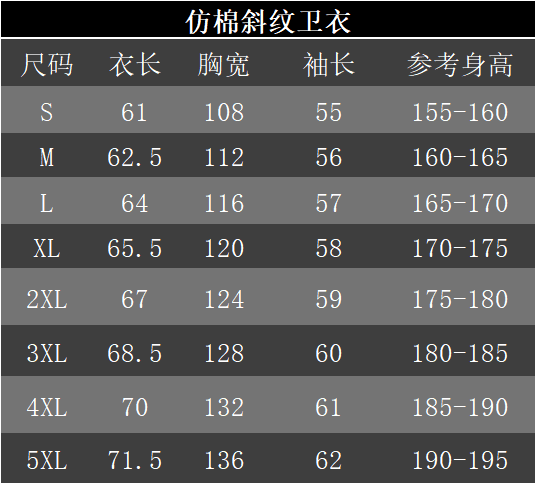 仿棉斜纹卫衣
尺码 衣长 胸宽 袖长 参考身高
S 61 108 55 155-160
M 62.5 112 56 160-165
L 64 116 57 165-170
XL 65.5 120 58 170-175
2XL 67 124 59 175-180
3XL 68.5 128 60 180-185
4XL 70 132 61 185-190
5XL 71.5 136 62 190-195